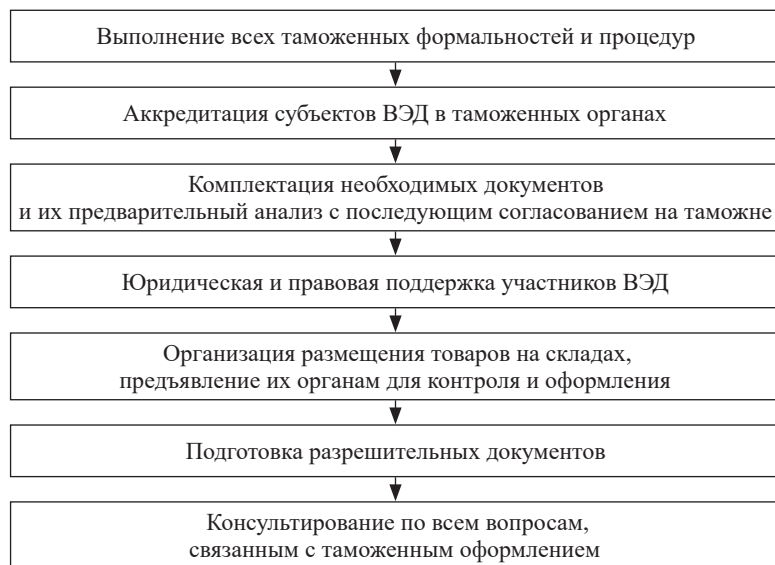 Выполнение всех таможенных формальностей и процедур
Аккредитация субъектов ВЭД в таможенных органах
Комплектация необходимых документов
и их предварительный анализ с последующим согласованием на таможне
Юридическая и правовая поддержка участников ВЭД
Организация размещения товаров на складах,
предъявление их органам для контроля и оформления
Подготовка разрешительных документов
Консультирование по всем вопросам,
связанным с таможенным оформлением